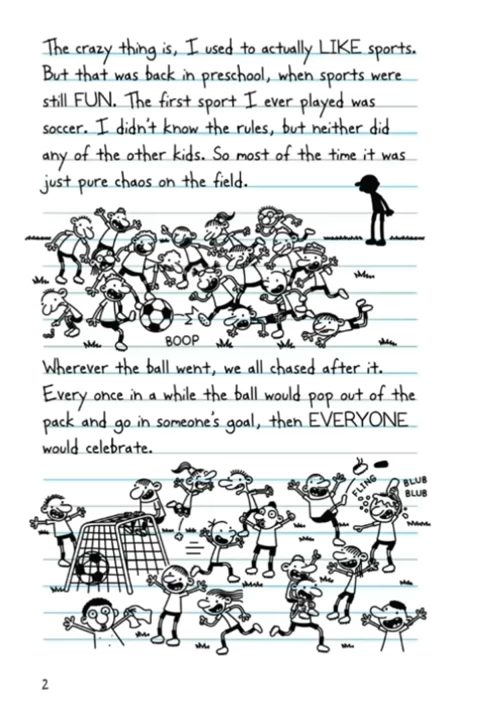 The crazy thing is, I used to actually LIKE sports.
But that was back in preschool, when sports were
still FUN. The first sport I ever played was
soccer. I didn't know the rules, but neither did
any of the other kids. So most of the time it was
just pure chaos on the field.
BOOP
Wherever the ball went, we all chased after it.
Every once in a while the ball would pop out of the
pack and go in someone's goal, then EVERYONE
would celebrate.
FLING
BLUB
BLUB
2